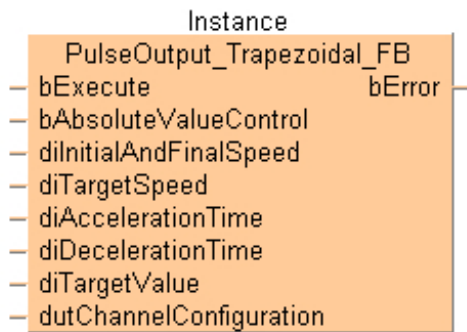 Instance
PulseOutput_Trapezoidal_FB
bExecute bError
bAbsoluteValueControl
diInitialAndFinalSpeed
diTargetSpeed
diAccelerationTime
diDecelerationTime
diTargetValue
dutChannelConfiguration